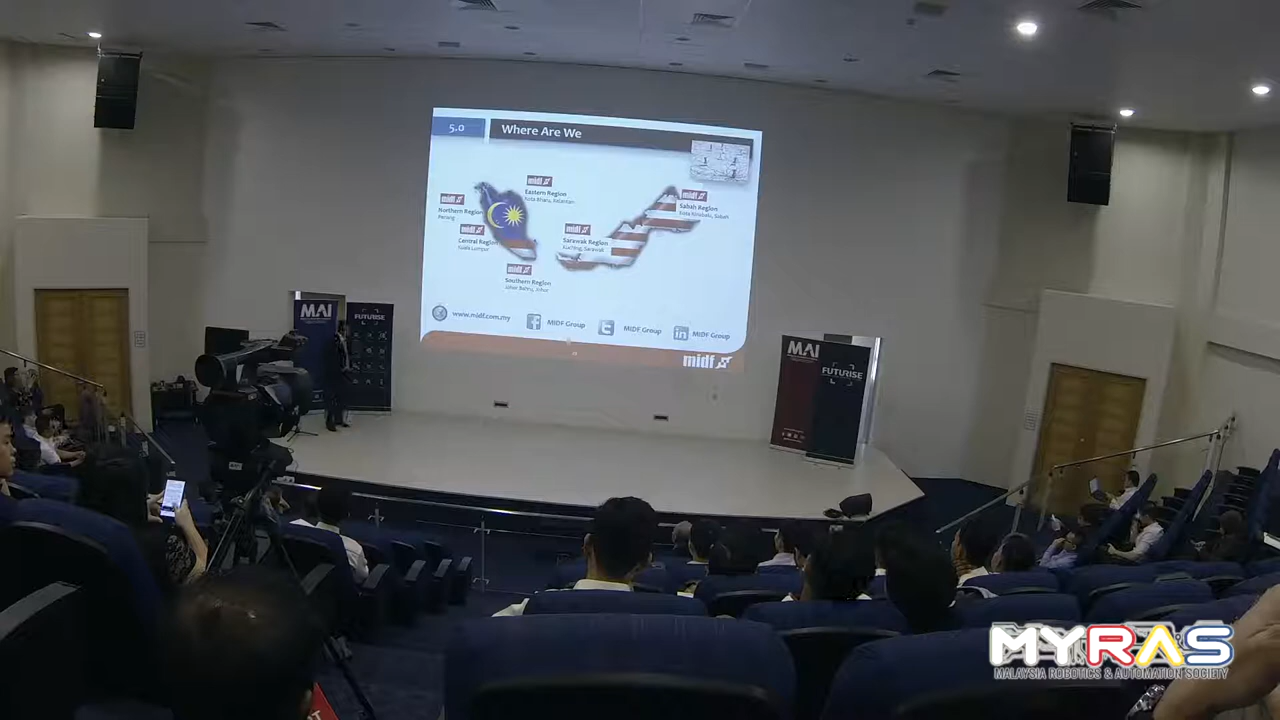 5.0
Where Are We
midf
Eastern Region
Kota Bharu, Kelantan
midf
Northern Region
Penang
midf
Sabah Region
Kota Kinabalu, Sabah
midf
Central Region
Kuala Lumpur
midf
Sarawak Region
Kuching, Sarawak
midf
Southern Region
Johor Bahru, Johor
www.midf.com.my
MIDF Group
MIDF Group
MIDF Group
midf
MAI
FUTURISE
MAI
FUTURISE
MYRAS
MALAYSIA ROBOTICS & AUTOMATION SOCIETY